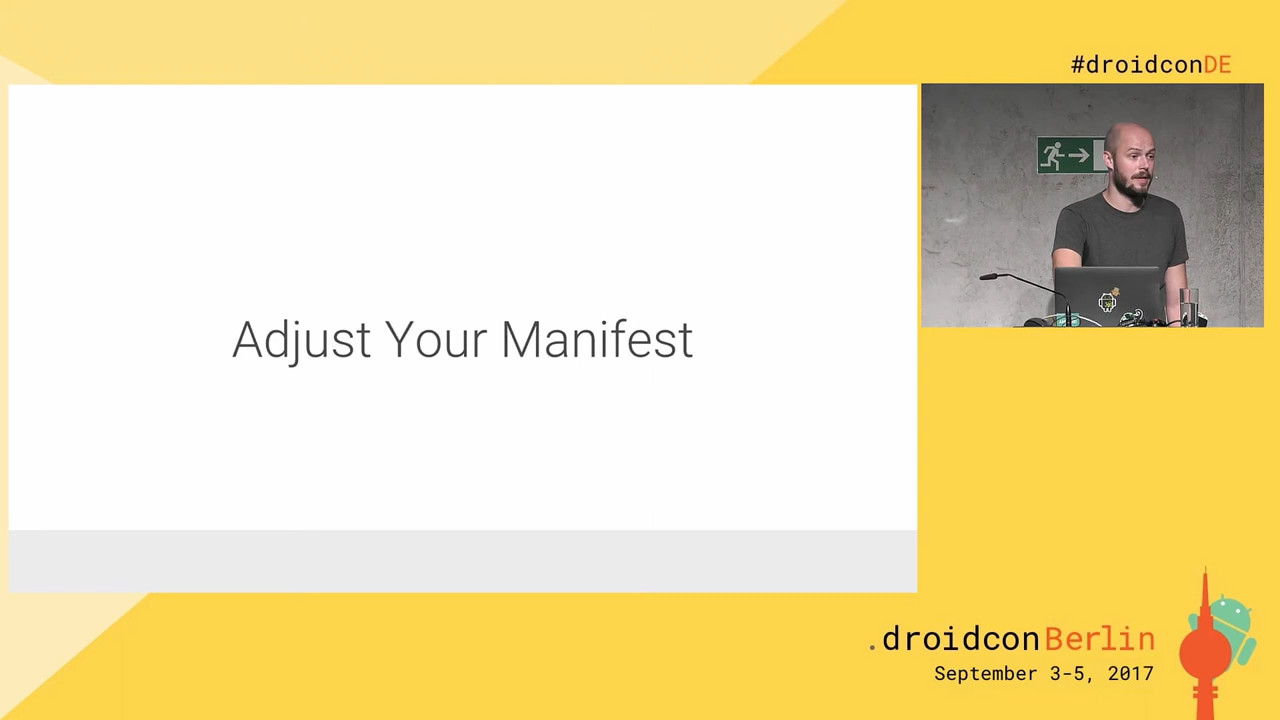 #droidconDE
Adjust Your Manifest
.droidconBerlin
September 3-5, 2017